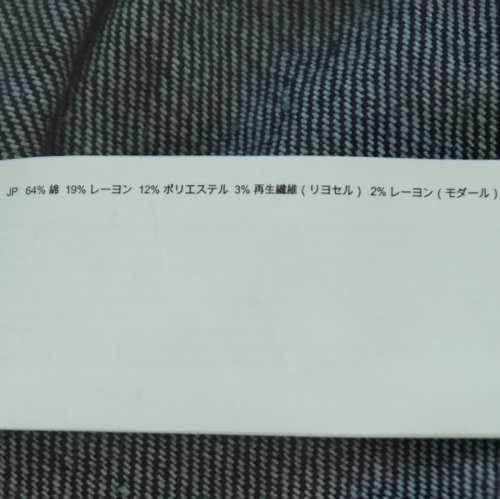 JP 64% 綿 19% レーヨン 12% ポリエステル 3% 再生繊維 ( リヨセル ) 2% レーヨン ( モダール )